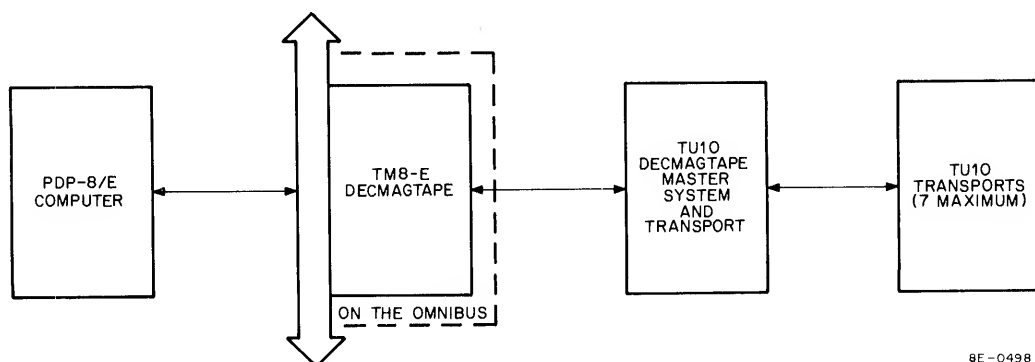 PDP-8/E
COMPUTER
TM8-E
DECMAGTAPE
ON THE OMNIBUS
TU10
DECMAGTAPE
MASTER
SYSTEM
AND
TRANSPORT
TU10
TRANSPORTS
(7 MAXIMUM)
8E-0498